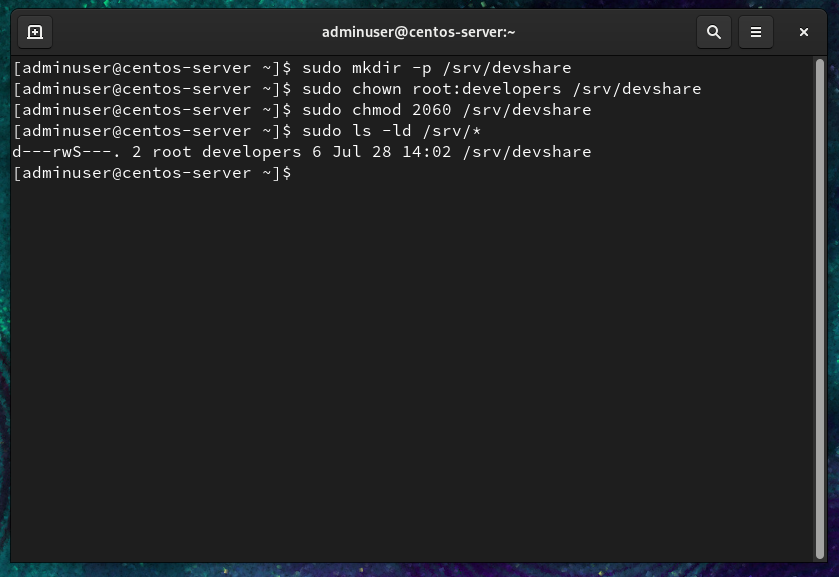 adminuser@centos-server:~
[adminuser@centos-server ~]$ sudo mkdir -p /srv/devshare
[adminuser@centos-server ~]$ sudo chown root:developers /srv/devshare
[adminuser@centos-server ~]$ sudo chmod 2060 /srv/devshare
[adminuser@centos-server ~]$ sudo ls -ld /srv/*
d---rwS---. 2 root developers 6 Jul 28 14:02 /srv/devshare
[adminuser@centos-server ~]$